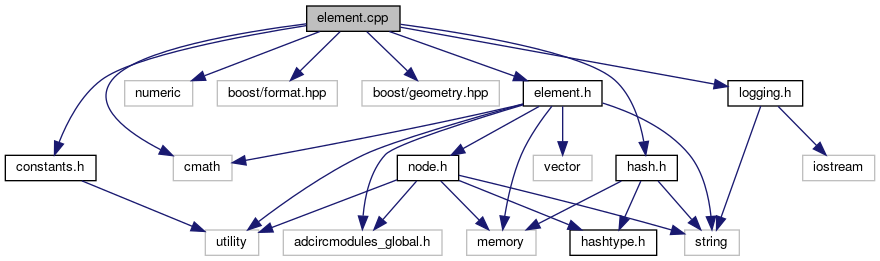 element.cpp
numeric
boost/format.hpp
boost/geometry.hpp
element.h
logging.h
constants.h
cmath
node.h
vector
hash.h
iostream
utility
adcircmodules_global.h
memory
hashtype.h
string